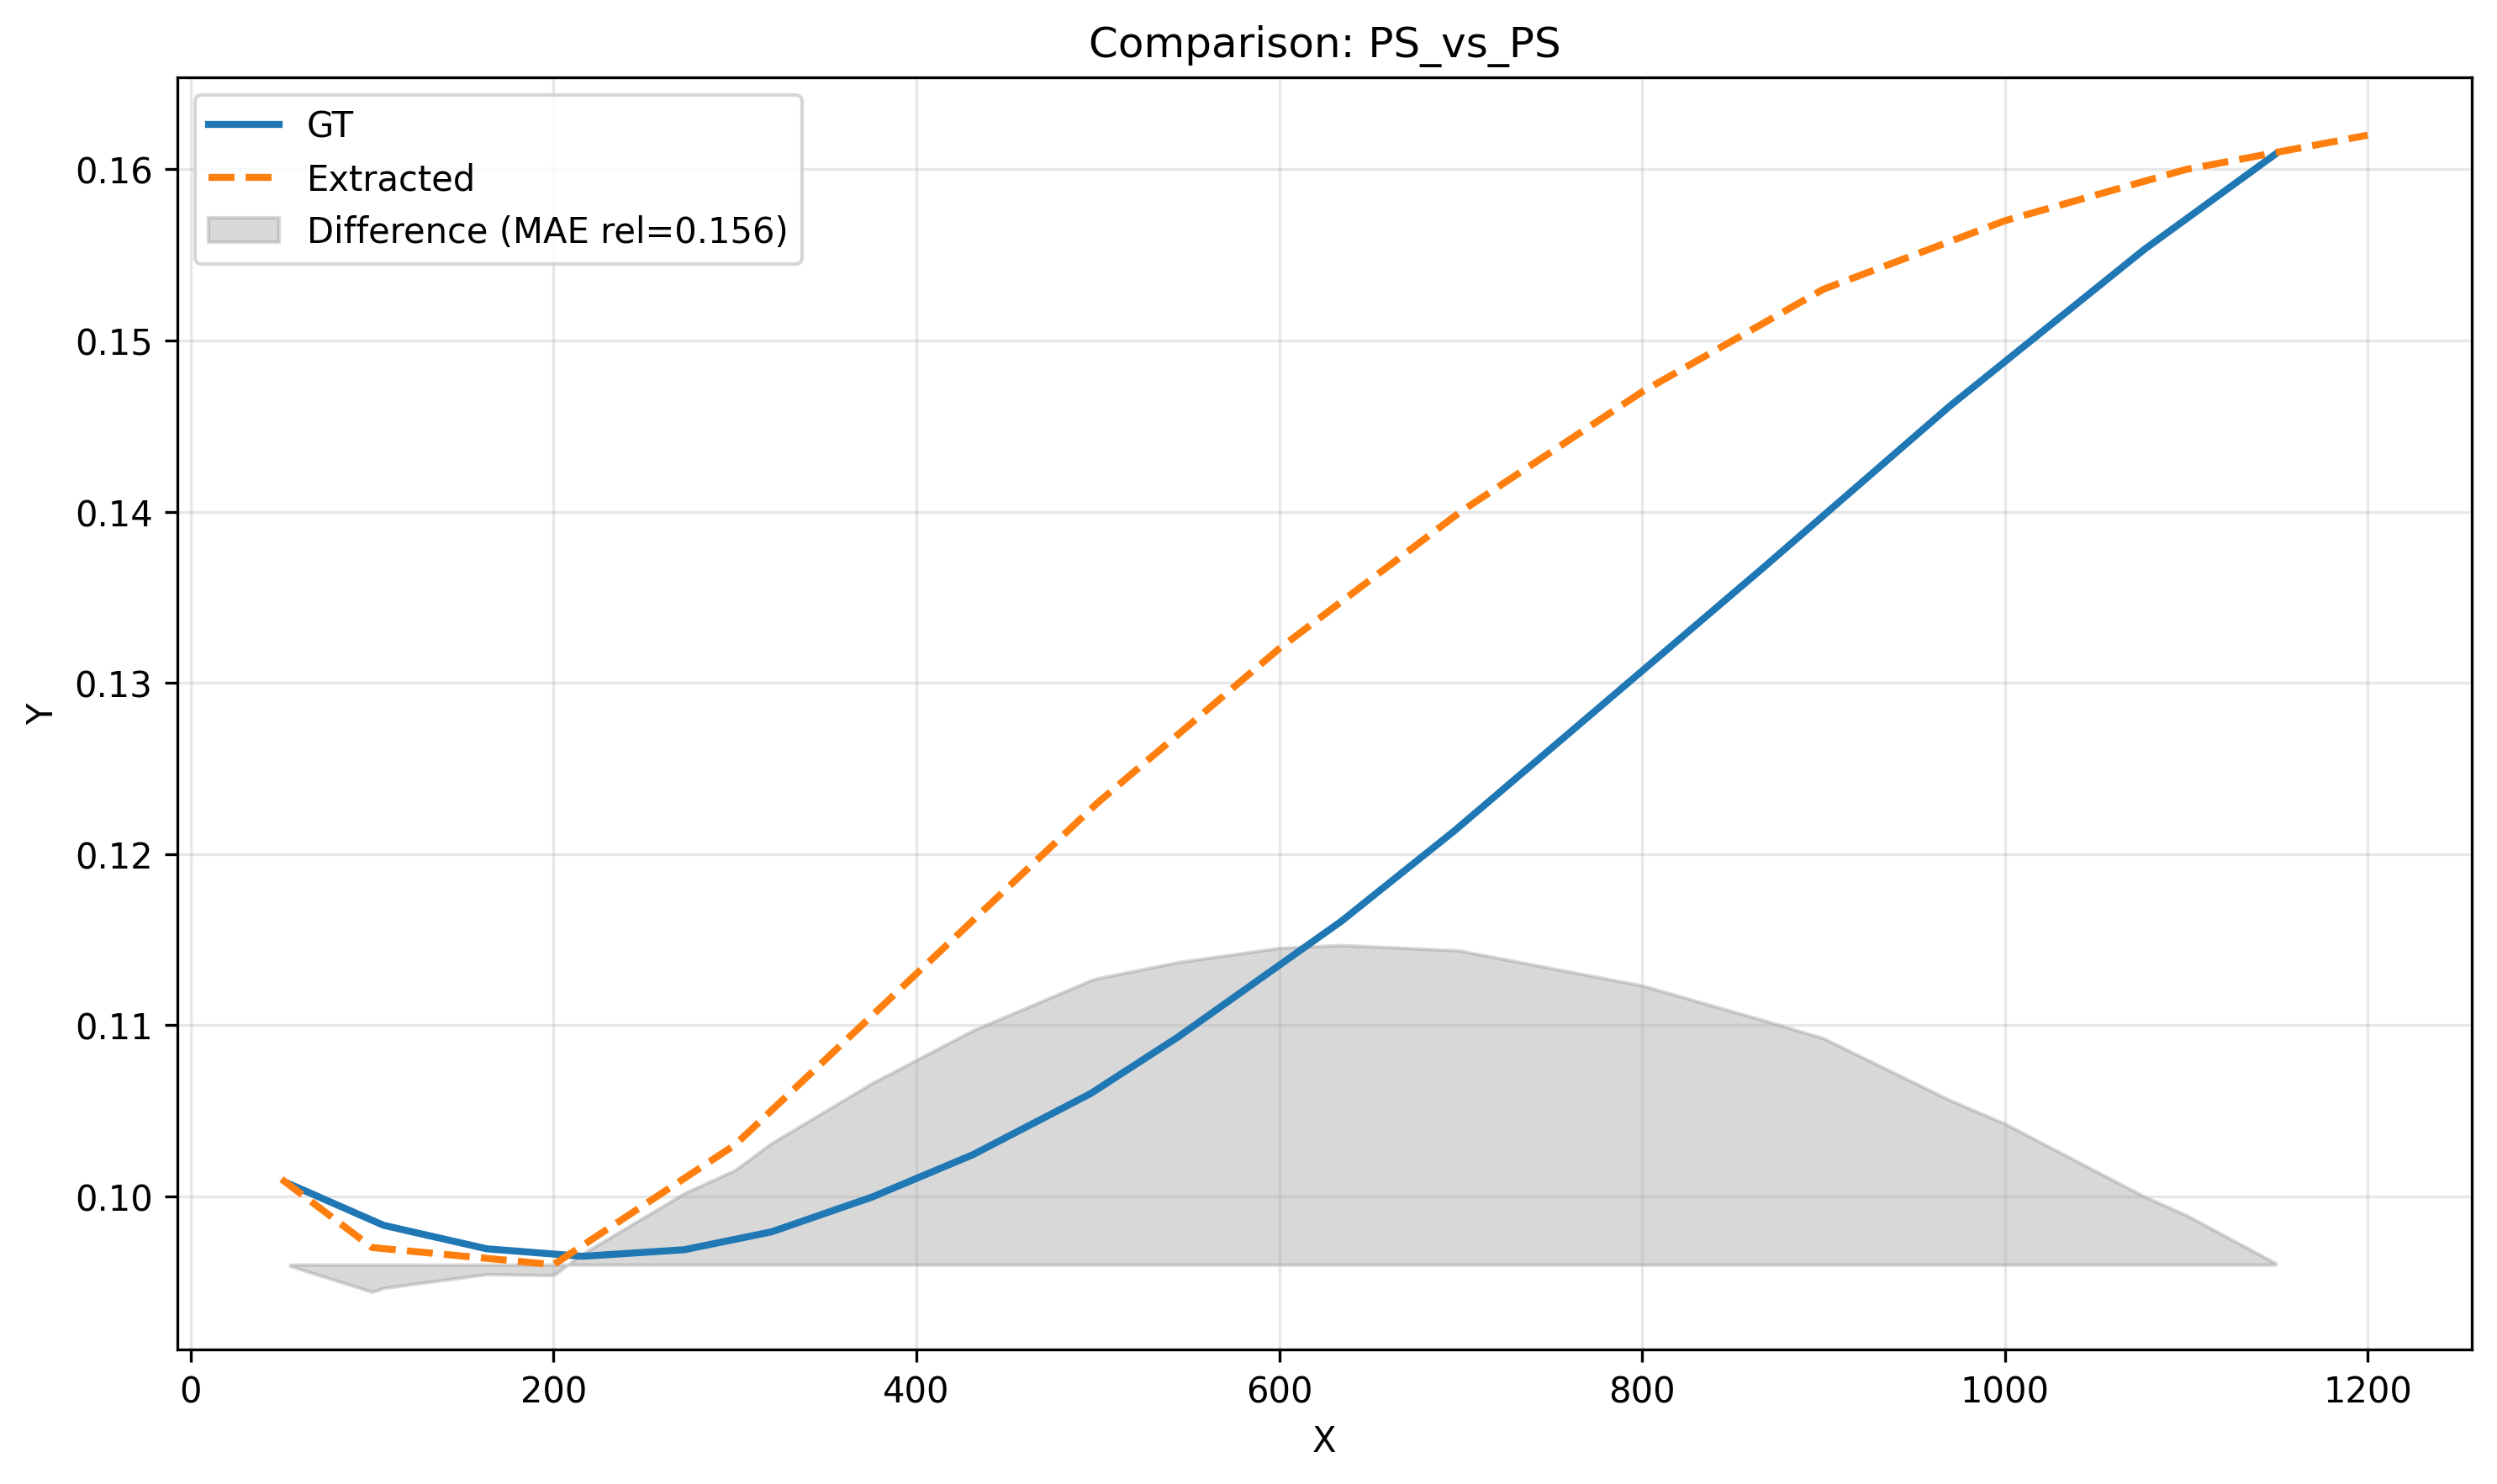 Comparison: PS_vs_PS
GT
Extracted
Difference (MAE rel=0.156)
0.16
0.15
0.14
0.13
0.12
0.11
0.10
Y
0 200 400 600 800 1000 1200
X